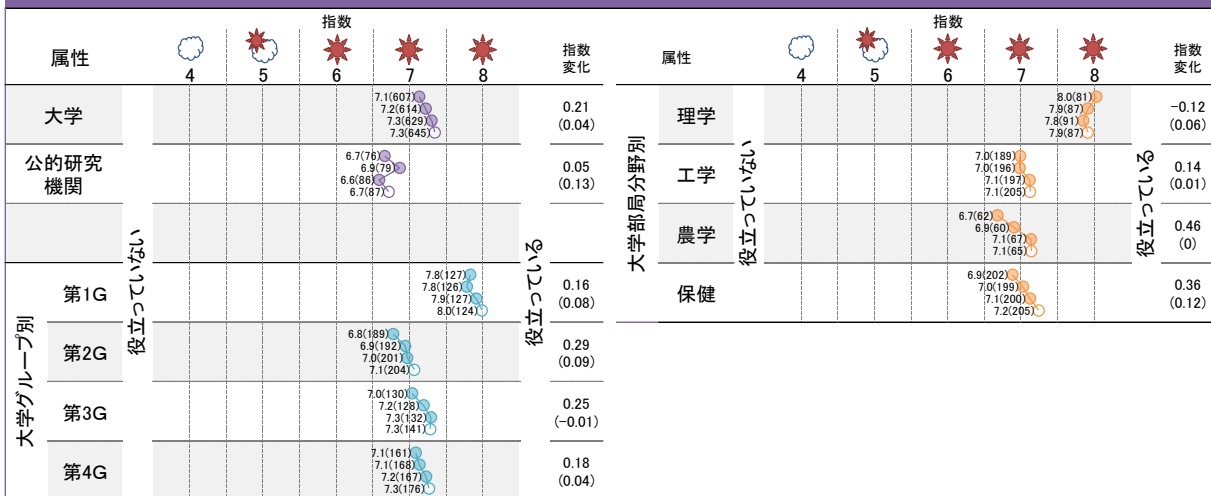 指数
属性
4 5 6 7 8
指数
変化
大学
7.1(607)
7.2(614)
7.3(629)
7.3(645)
0.21
(0.04)
公的研究
機関
6.7(76)
6.9(79)
6.6(86)
6.7(87)
0.05
(0.13)
役立っていない
役立っている
大学グループ別
第1G
7.8(127)
7.8(126)
7.9(127)
8.0(124)
0.16
(0.08)
第2G
6.8(189)
6.9(192)
7.0(201)
7.1(204)
0.29
(0.09)
第3G
7.0(130)
7.2(128)
7.3(132)
7.3(141)
0.25
(-0.01)
第4G
7.1(161)
7.1(168)
7.2(167)
7.3(176)
0.18
(0.04)
指数
属性
4 5 6 7 8
指数
変化
大学部局分野別
役立っていない
役立っている
理学
8.0(81)
7.9(87)
7.8(91)
7.9(87)
-0.12
(0.06)
工学
7.0(189)
7.0(196)
7.1(197)
7.1(205)
0.14
(0.01)
農学
6.7(62)
6.9(60)
7.1(67)
7.1(65)
0.46
(0)
保健
6.9(202)
7.0(199)
7.1(200)
7.2(205)
0.36
(0.12)